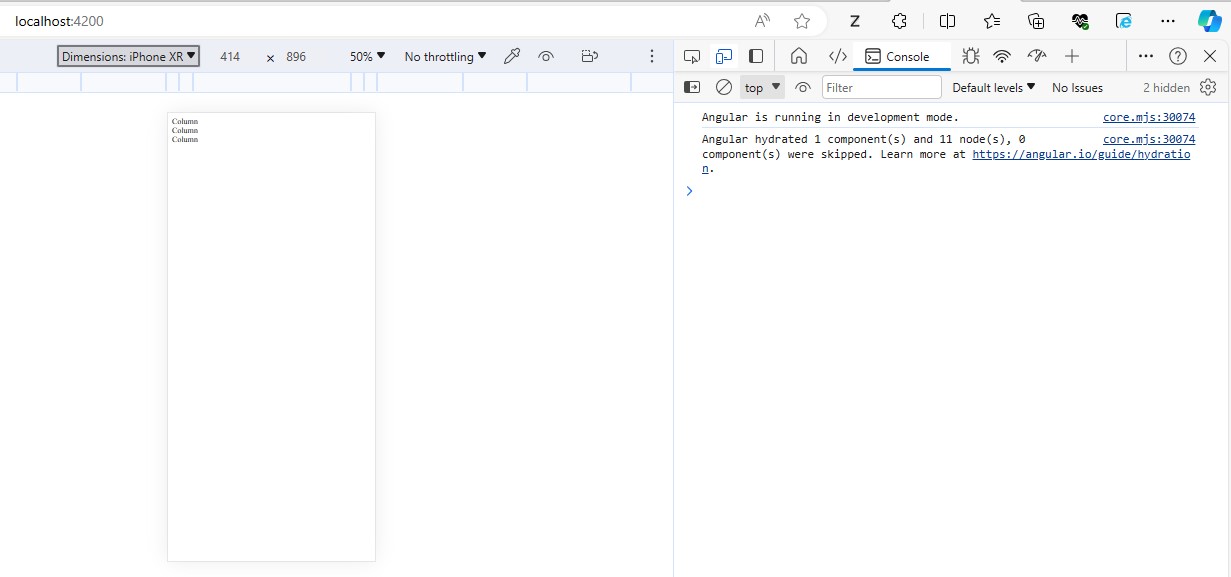 localhost:4200
Dimensions: iPhone XR 414 x 896 50% No throttling
Console
top Filter Default levels No Issues 2 hidden
Column
Column
Column
Angular is running in development mode. core.mjs:30074
Angular hydrated 1 component(s) and 11 node(s), 0 core.mjs:30074
component(s) were skipped. Learn more at https://angular.io/guide/hydratio
n.